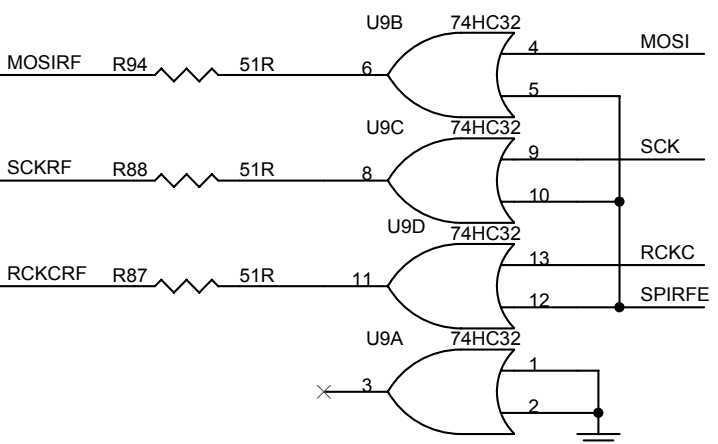 U9B 74HC32
MOSIRF R94 51R 6 4 MOSI
5
U9C 74HC32
SCKRF R88 51R 8 9 SCK
10
U9D 74HC32
RCKCRF R87 51R 11 13 RCKC
12 SPIRFE
U9A 74HC32
3 1
2